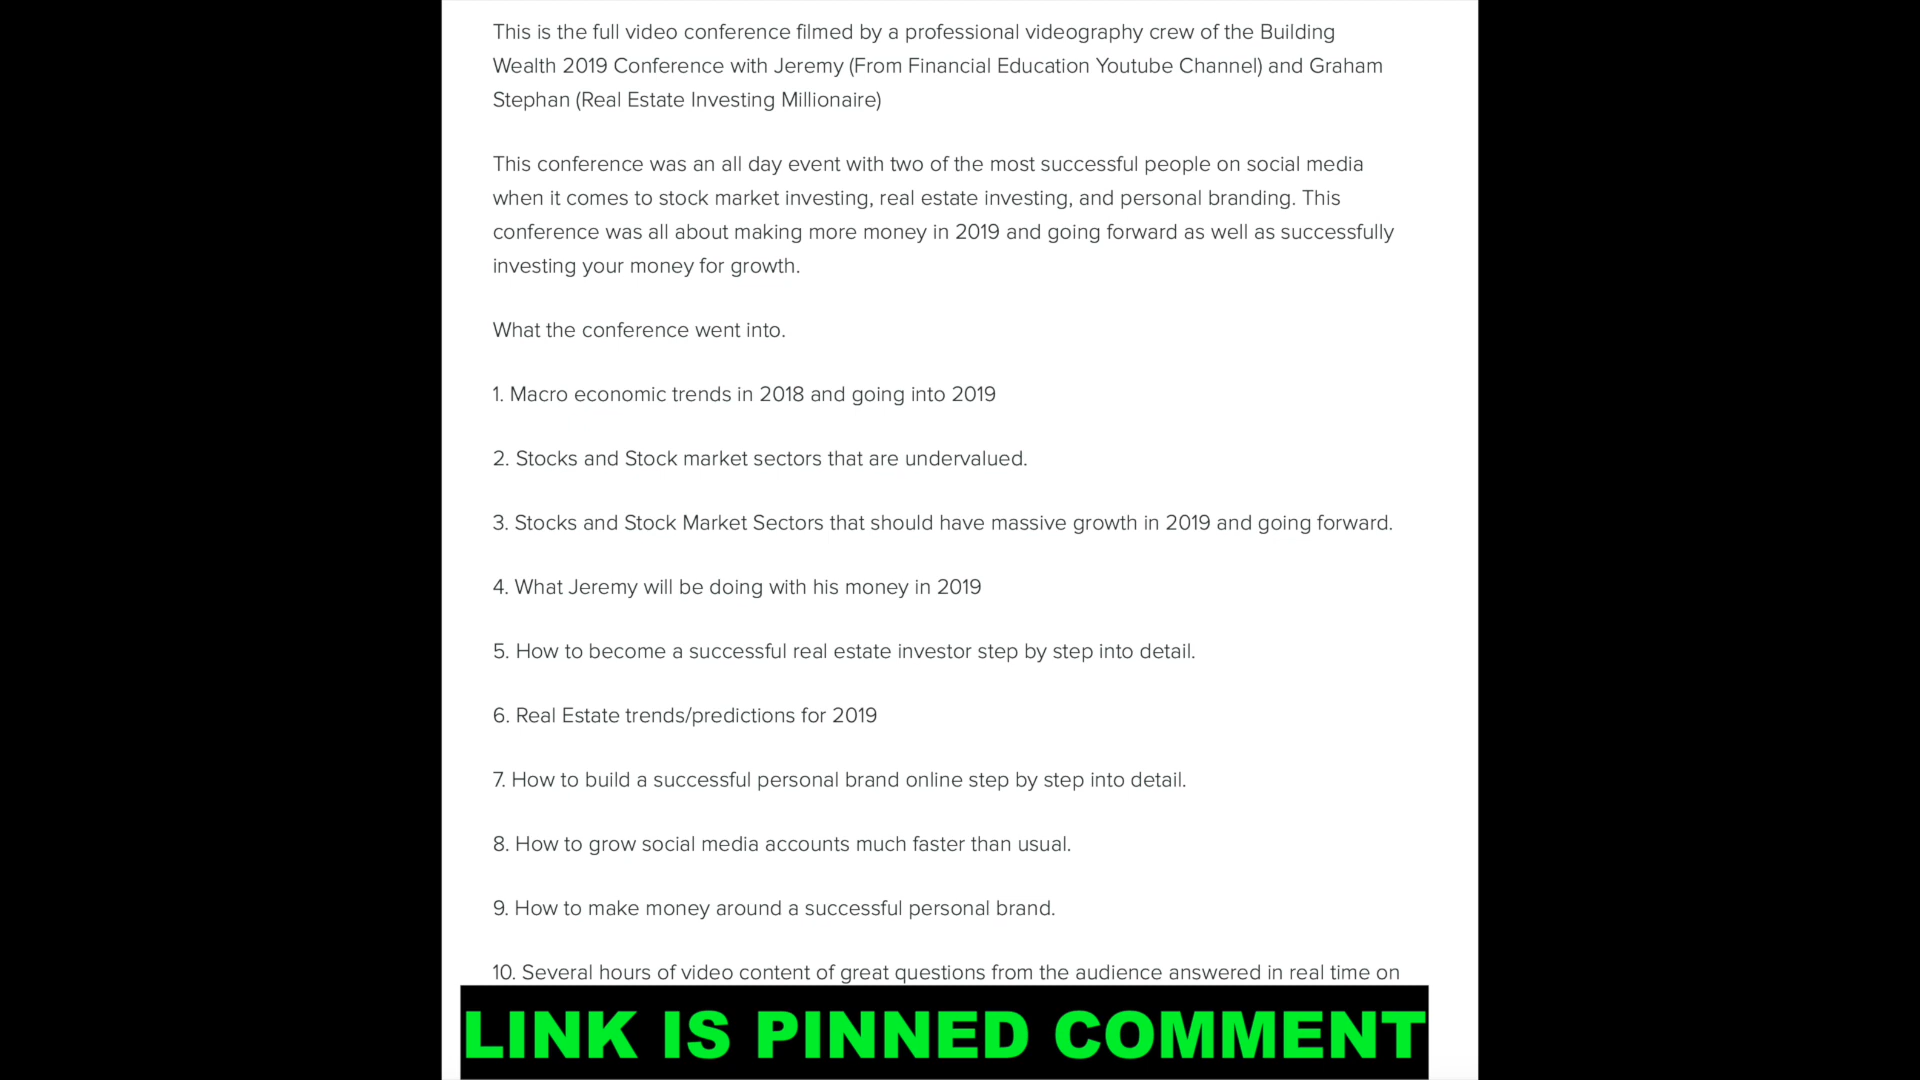 This is the full video conference filmed by a professional videography crew of the Building
Wealth 2019 Conference with Jeremy (From Financial Education Youtube Channel) and Graham
Stephan (Real Estate Investing Millionaire)
This conference was an all day event with two of the most successful people on social media
when it comes to stock market investing, real estate investing, and personal branding. This
conference was all about making more money in 2019 and going forward as well as successfully
investing your money for growth.
What the conference went into.
1. Macro economic trends in 2018 and going into 2019
2. Stocks and Stock market sectors that are undervalued.
3. Stocks and Stock Market Sectors that should have massive growth in 2019 and going forward.
4. What Jeremy will be doing with his money in 2019
5. How to become a successful real estate investor step by step into detail.
6. Real Estate trends/predictions for 2019
7. How to build a successful personal brand online step by step into detail.
8. How to grow social media accounts much faster than usual.
9. How to make money around a successful personal brand.
10. Several hours of video content of great questions from the audience answered in real time on
LINK IS PINNED COMMENT